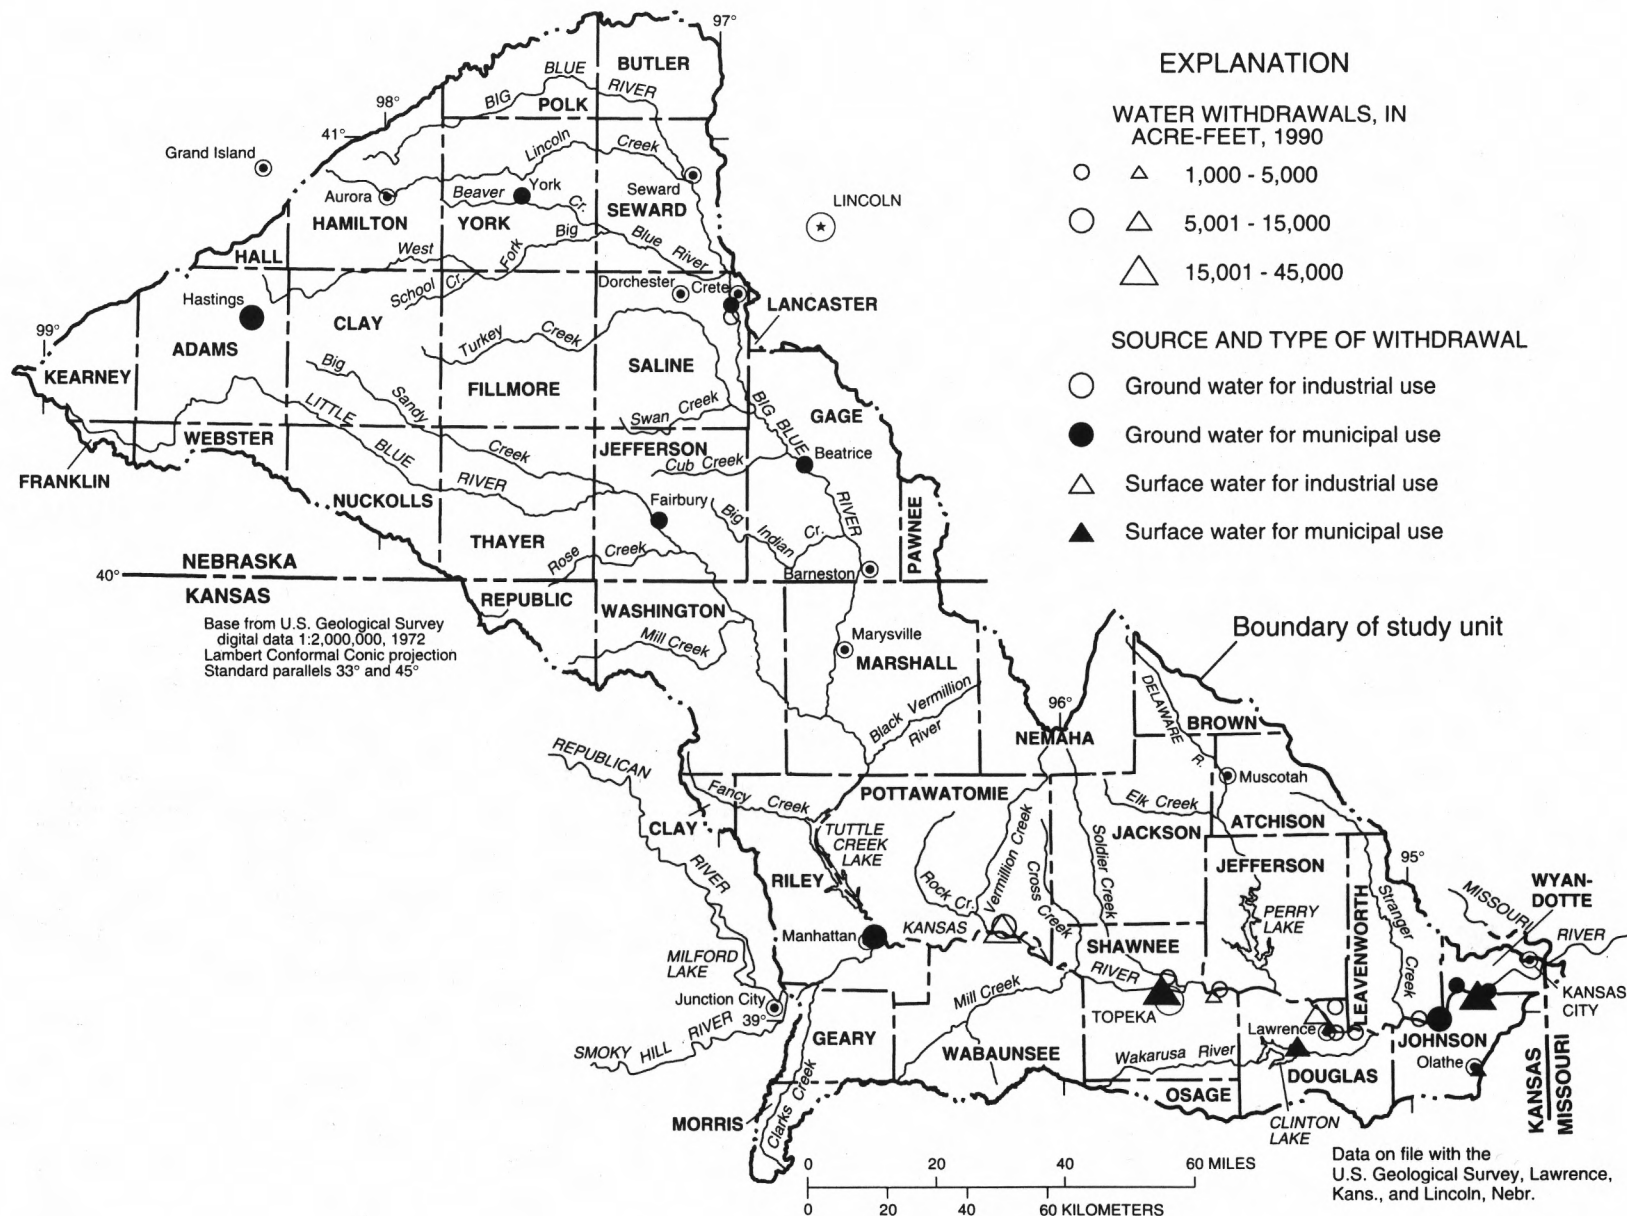 97°
BUTLER
BLUE
RIVER
BIG
POLK
98°
41°
Lincoln
Creek
Grand Island
Aurora
Beaver
York
Cr.
Seward
SEWARD
HAMILTON
YORK
LINCOLN
West
Fork
Big
Blue
River
HALL
School Cr.
Dorchester
Crete
LANCASTER
Hastings
CLAY
99°
ADAMS
Turkey
Creek
KEARNEY
Big
Sandy
Creek
FILLMORE
SALINE
Swan Creek
BIG BLUE
RIVER
GAGE
LITTLE
BLUE
RIVER
WEBSTER
JEFFERSON
Cub Creek
Beatrice
FRANKLIN
NUCKOLLS
Fairbury
Big
Indian
Cr.
PAWNEE
THAYER
Rose
Creek
Barneston
NEBRASKA
40°
KANSAS
REPUBLIC
WASHINGTON
Base from U.S. Geological Survey
digital data 1:2,000,000, 1972
Lambert Conformal Conic projection
Standard parallels 33° and 45°
Mill Creek
Marysville
MARSHALL
Black Vermillion
River
EXPLANATION
WATER WITHDRAWALS, IN
ACRE-FEET, 1990
1,000 - 5,000
5,001 - 15,000
15,001 - 45,000
SOURCE AND TYPE OF WITHDRAWAL
Ground water for industrial use
Ground water for municipal use
Surface water for industrial use
Surface water for municipal use
Boundary of study unit
96°
NEMAHA
DELAWARE
R.
BROWN
REPUBLICAN
RIVER
Fancy Creek
POTTAWATOMIE
Muscotah
Elk Creek
CLAY
TUTTLE
CREEK
LAKE
JACKSON
ATCHISON
RILEY
Rock Cr.
Vermillion Creek
Cross Creek
Soldier Creek
JEFFERSON
95°
LEAVENWORTH
Stranger
Creek
WYAN-
DOTTE
MISSOURI
RIVER
PERRY
LAKE
Manhattan
KANSAS
RIVER
SHAWNEE
MILFORD
LAKE
Junction City
39°
Mill Creek
TOPEKA
Lawrence
KANSAS
CITY
SMOKY HILL RIVER
GEARY
WABAUNSEE
Wakarusa River
JOHNSON
Olathe
DOUGLAS
OSAGE
KANSAS
MISSOURI
MORRIS
Clarks Creek
CLINTON
LAKE
0 20 40 60 MILES
0 20 40 60 KILOMETERS
Data on file with the
U.S. Geological Survey, Lawrence,
Kans., and Lincoln, Nebr.